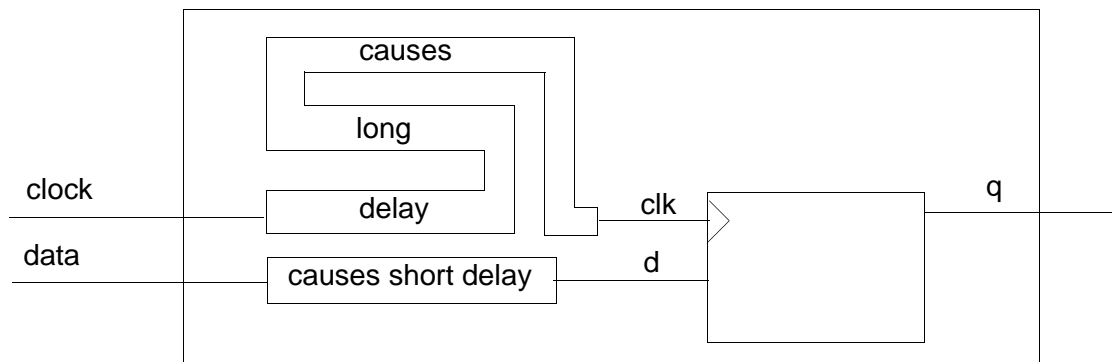 causes
long
delay
clock
data
causes short delay
clk
d
q